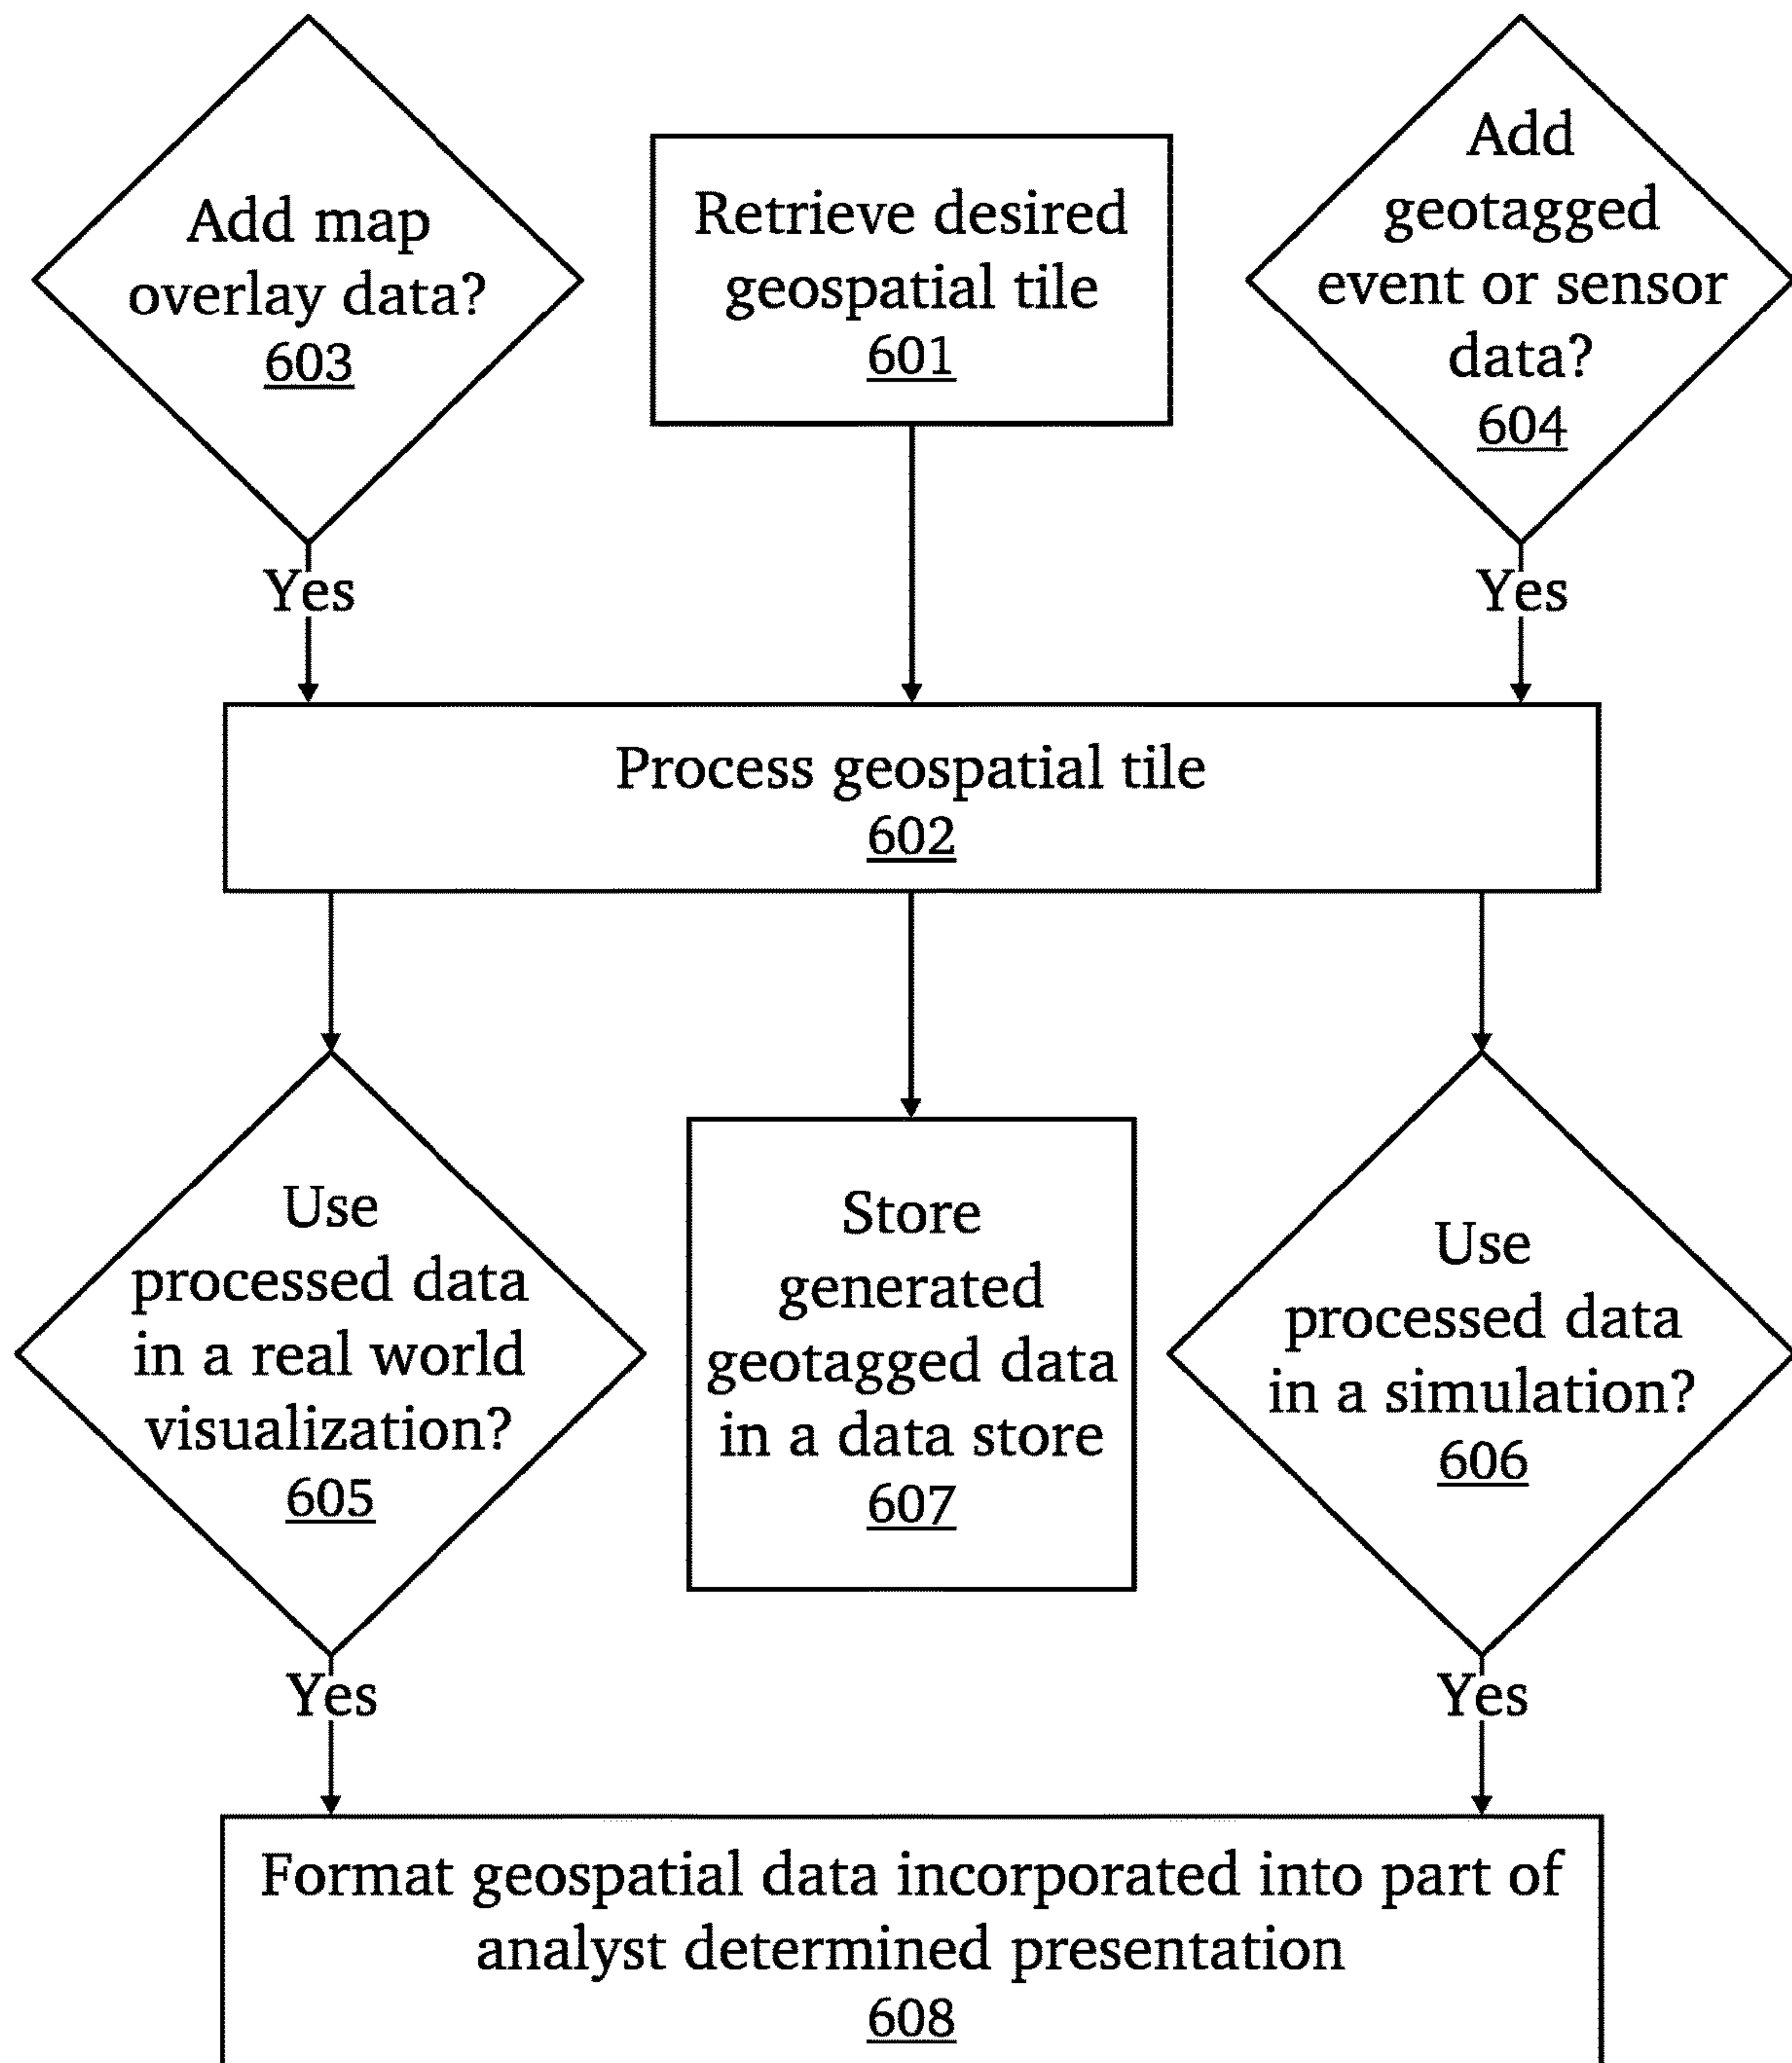 Add map
overlay data?
603
Retrieve desired
geospatial tile
601
Add
geotagged
event or sensor
data?
604
Yes
Yes
Process geospatial tile
602
Use
processed data
in a real world
visualization?
605
Store
generated
geotagged data
in a data store
607
Use
processed data
in a simulation?
606
Yes
Yes
Format geospatial data incorporated into part of
analyst determined presentation
608